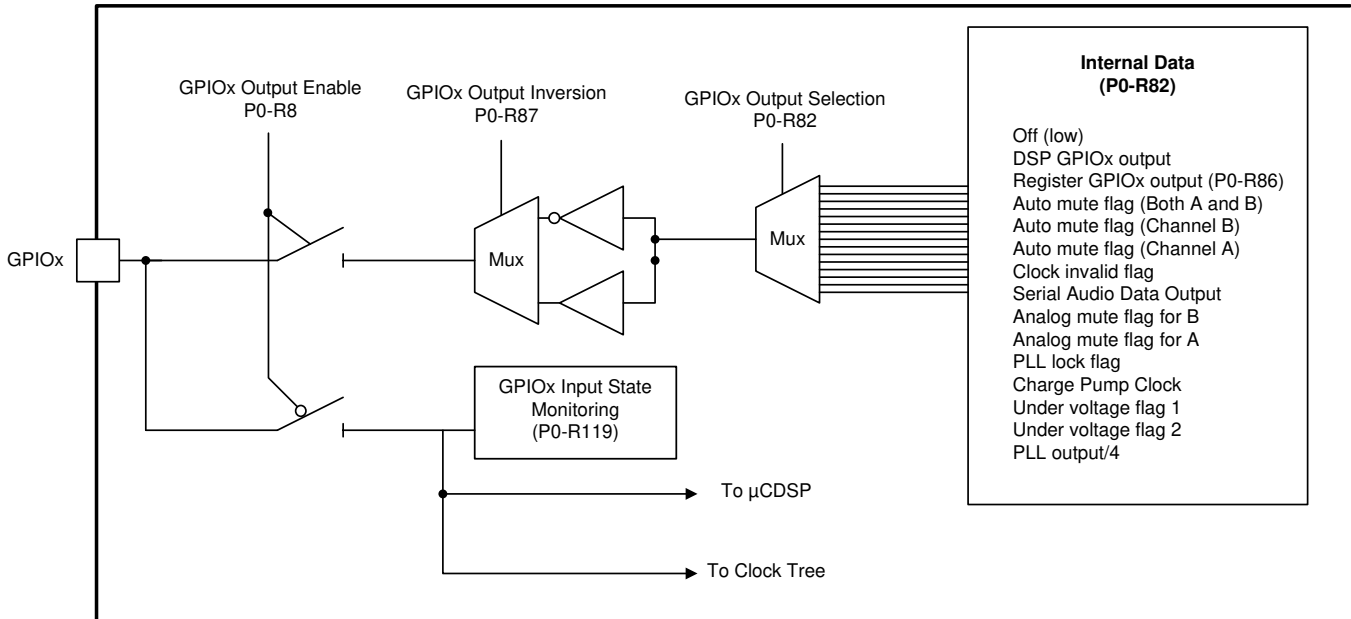 GPIOx Output Enable
P0-R8
GPIOx Output Inversion
P0-R87
GPIOx Output Selection
P0-R82
Internal Data
(P0-R82)
Off (low)
DSP GPIOx output
Register GPIOx output (P0-R86)
Auto mute flag (Both A and B)
Auto mute flag (Channel B)
Auto mute flag (Channel A)
Clock invalid flag
Serial Audio Data Output
Analog mute flag for B
Analog mute flag for A
PLL lock flag
Charge Pump Clock
Under voltage flag 1
Under voltage flag 2
PLL output/4
GPIOx
Mux
Mux
GPIOx Input State
Monitoring
(P0-R119)
To µCDSP
To Clock Tree